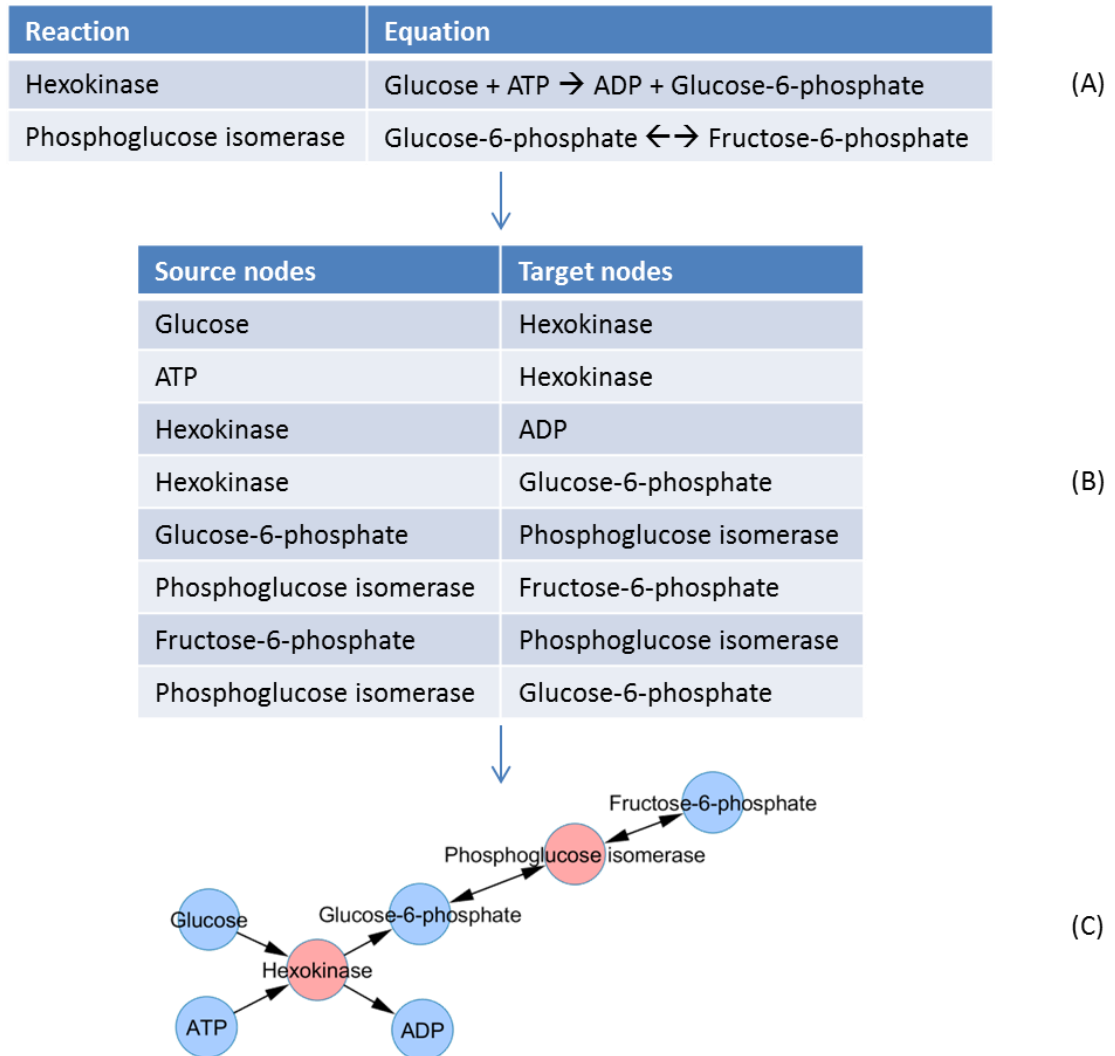 Reaction Equation
Hexokinase Glucose + ATP → ADP + Glucose-6-phosphate
(A)
Phosphoglucose isomerase Glucose-6-phosphate ←→ Fructose-6-phosphate
Source nodes Target nodes
Glucose Hexokinase
ATP Hexokinase
Hexokinase ADP
Hexokinase Glucose-6-phosphate
(B)
Glucose-6-phosphate Phosphoglucose isomerase
Phosphoglucose isomerase Fructose-6-phosphate
Fructose-6-phosphate Phosphoglucose isomerase
Phosphoglucose isomerase Glucose-6-phosphate
Fructose-6-phosphate
Phosphoglucose isomerase
Glucose Glucose-6-phosphate
(C)
Hexokinase
ATP ADP